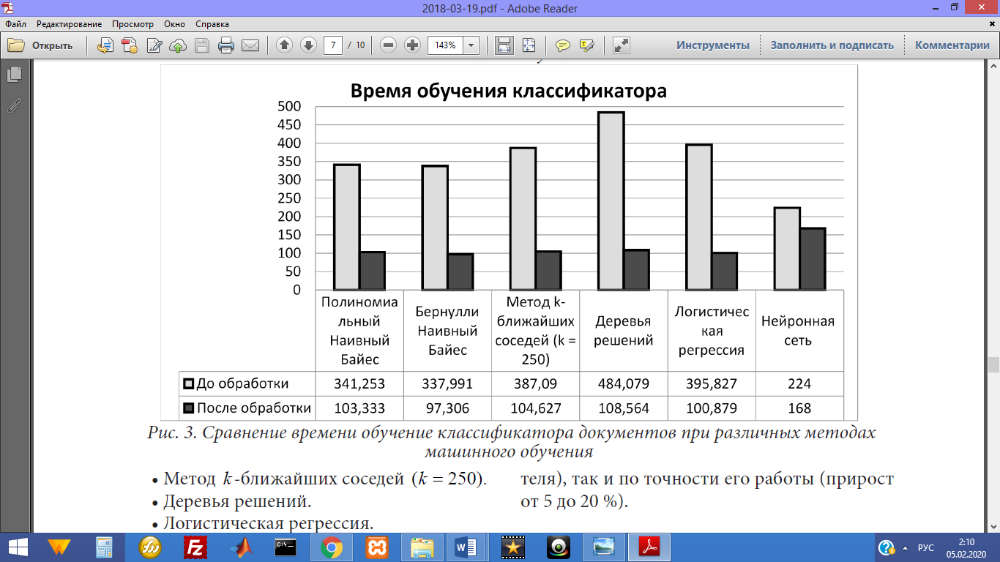 2018-03-19.pdf - Adobe Reader
Файл Редактирование Просмотр Окно Справка
Открыть 7 / 10 143% Инструменты Заполнить и подписать Комментарии
Время обучения классификатора
500
450
400
350
300
250
200
150
100
50
0
Полиномиа
льный
Наивный
Байес
Бернулли
Наивный
Байес
Метод k-
ближайших
соседей (k =
250)
Деревья
решений
Логистичес
кая
регрессия
Нейронная
сеть
До обработки 341,253 337,991 387,09 484,079 395,827 224
После обработки 103,333 97,306 104,627 108,564 100,879 168
Рис. 3. Сравнение времени обучение классификатора документов при различных методах
машинного обучения
• Метод k-ближайших соседей (k = 250).
• Деревья решений.
• Логистическая регрессия.
теля), так и по точности его работы (прирост
от 5 до 20 %).
РУС
2:10
05.02.2020